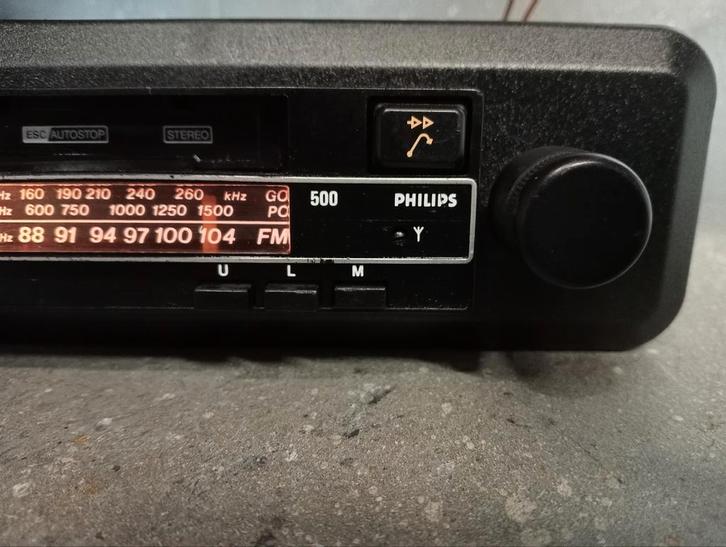 ESC AUTOSTOP STEREO
Hz 160 190 210 240 260 kHz GO 500 PHILIPS
Hz 600 750 1000 1250 1500 PO
Hz 88 91 94 97 100 104 FM
U L M